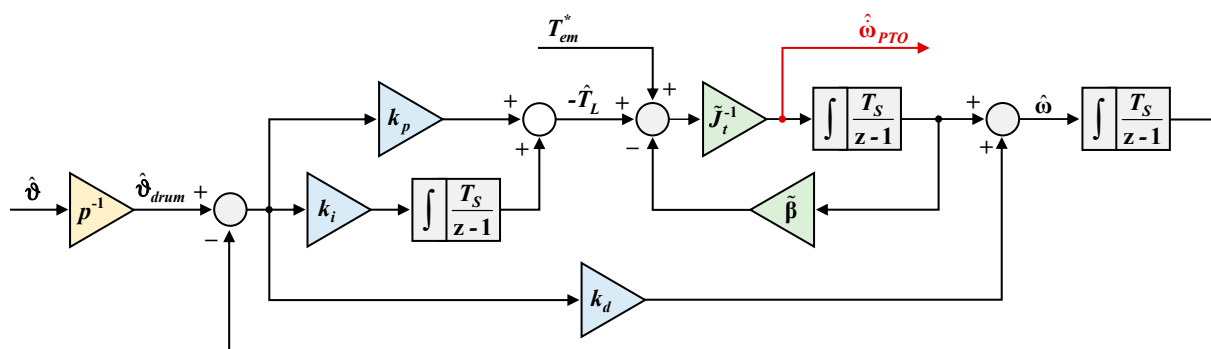 T*em
ω̂̇PTO
+
+
-T̂L
+
+
kp
J̃t-1
∫ TS
z - 1
+
ω̂
∫ TS
z - 1
+
−
+
ϑ̂
p-1
ϑ̂drum
+
ki
∫ TS
z - 1
β̃
−
kd